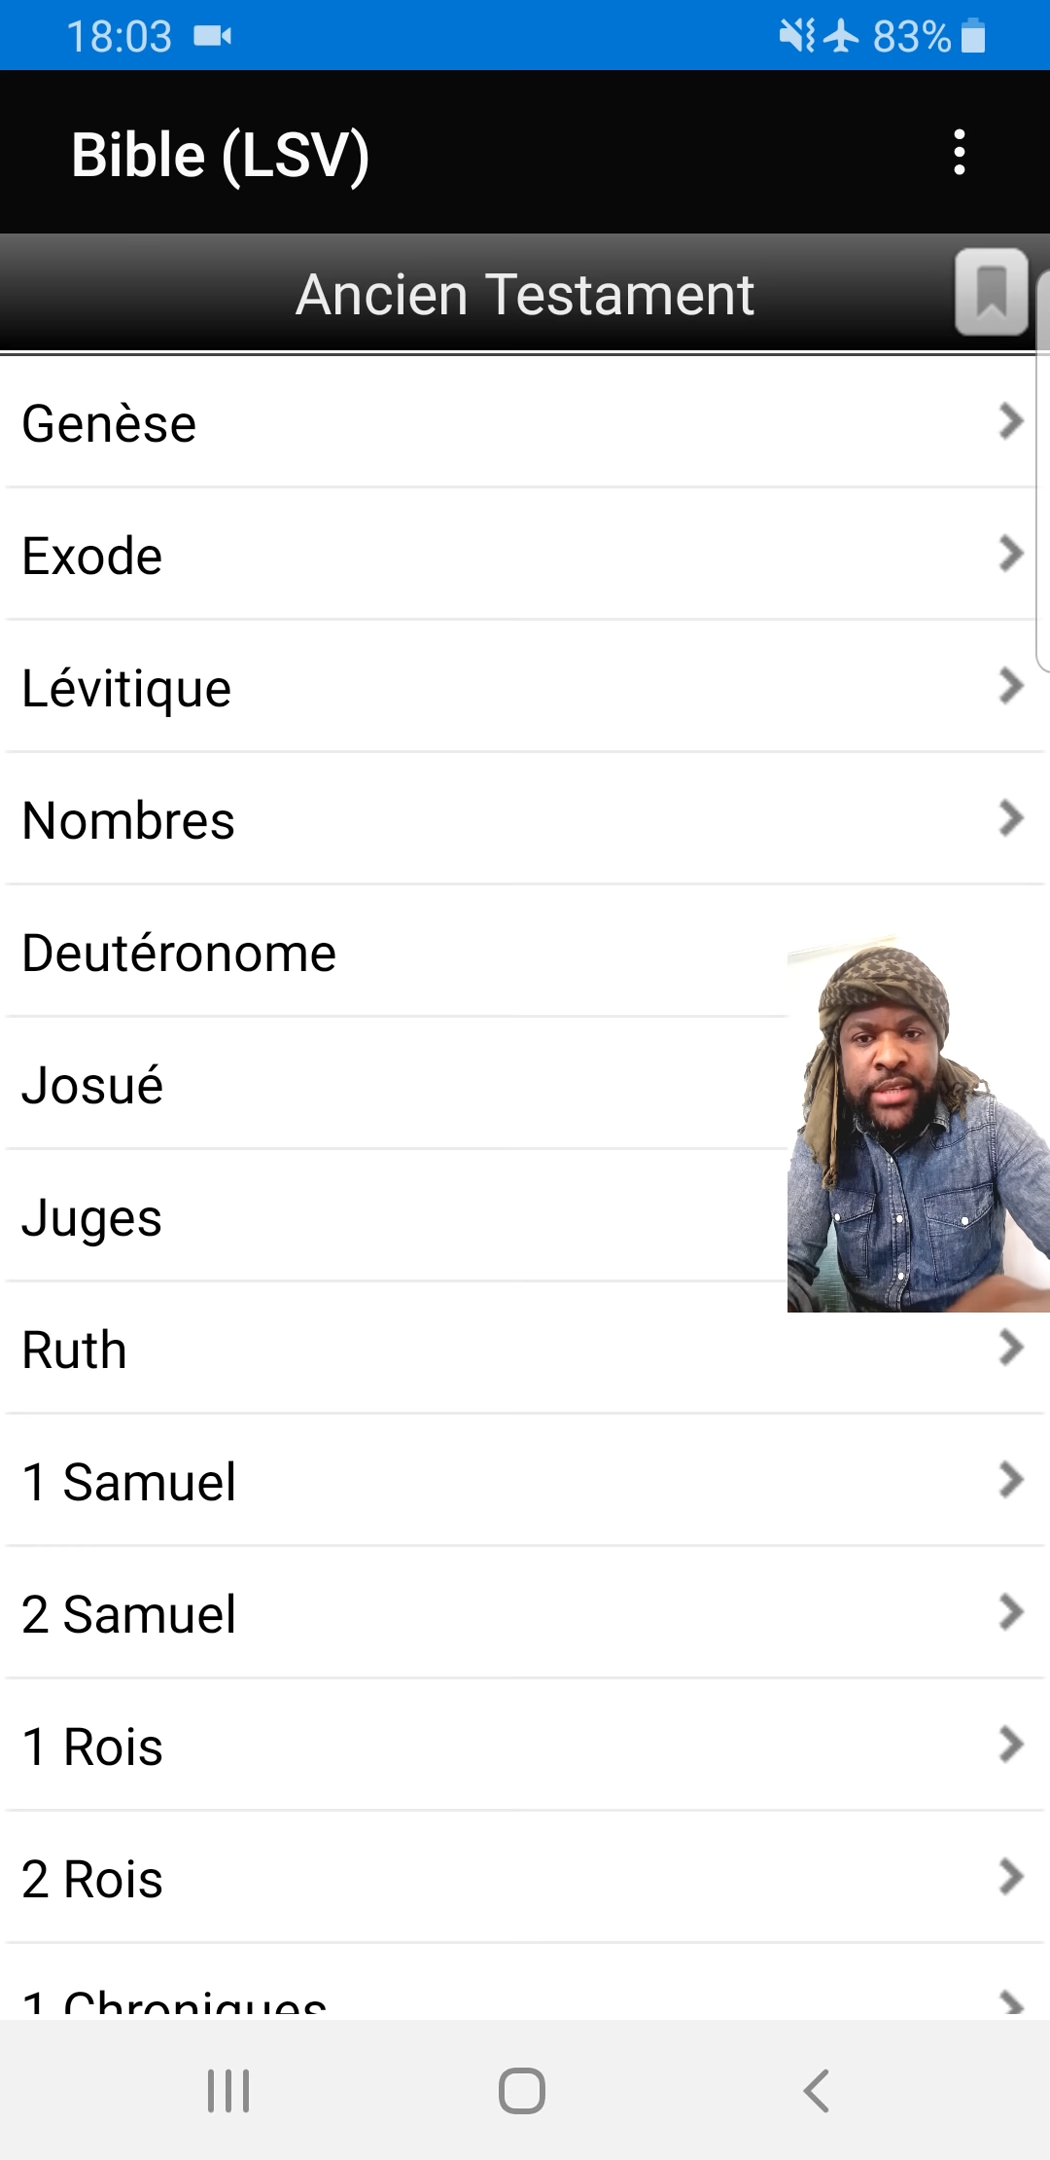 18:03 83%
Bible (LSV)
Ancien Testament
Genèse
Exode
Lévitique
Nombres
Deutéronome
Josué
Juges
Ruth
1 Samuel
2 Samuel
1 Rois
2 Rois
1 Chroniques